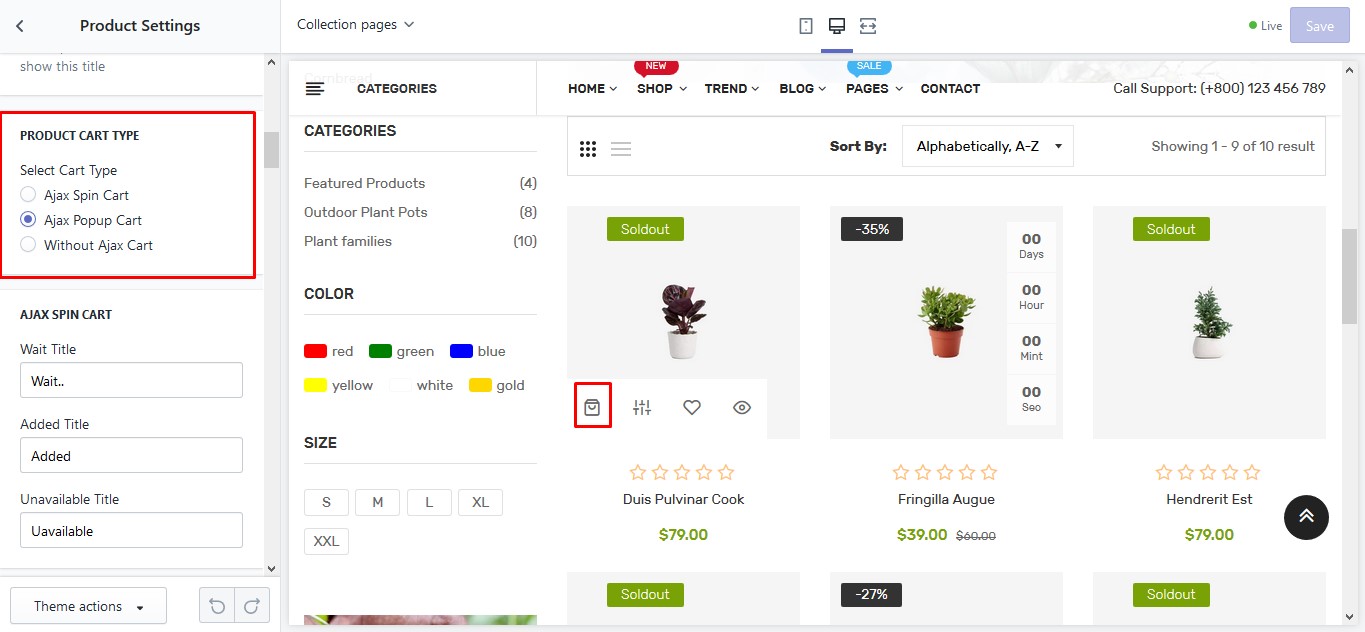 Product Settings
Collection pages
Live
Save
show this title
PRODUCT CART TYPE
Select Cart Type
Ajax Spin Cart
Ajax Popup Cart
Without Ajax Cart
AJAX SPIN CART
Wait Title
Wait..
Added Title
Added
Unavailable Title
Uavailable
Theme actions
Cornbread
CATEGORIES
NEW
SALE
HOME SHOP TREND BLOG PAGES CONTACT
Call Support: (+800) 123 456 789
CATEGORIES
Featured Products (4)
Outdoor Plant Pots (8)
Plant families (10)
COLOR
red green blue
yellow white gold
SIZE
S M L XL
XXL
Sort By: Alphabetically, A-Z
Showing 1 - 9 of 10 result
Soldout
Duis Pulvinar Cook
$79.00
-35%
00
Days
00
Hour
00
Mint
00
Sec
Fringilla Augue
$39.00 $60.00
Soldout
Hendrerit Est
$79.00
Soldout
-27%
Soldout